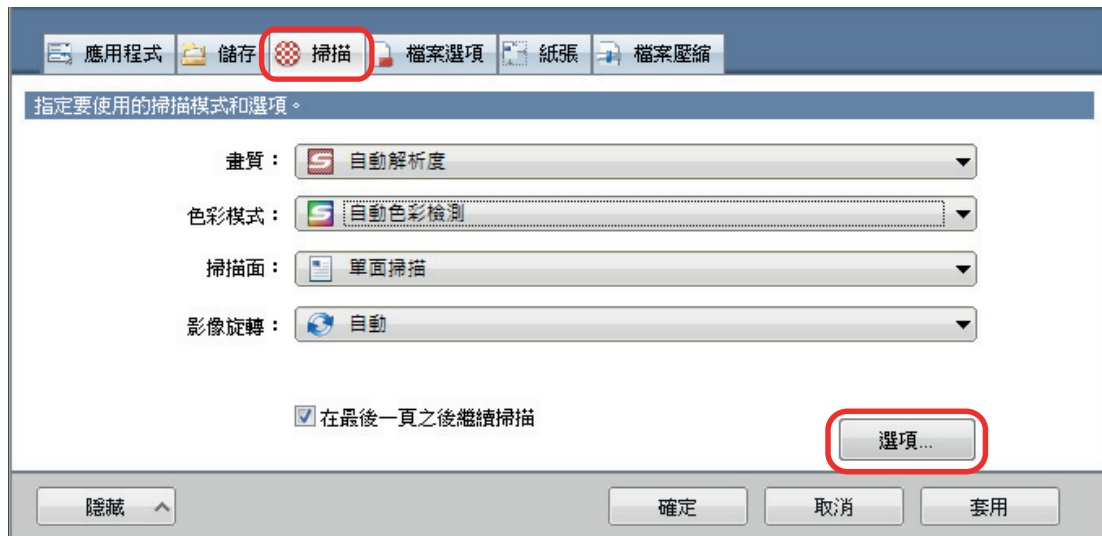 應用程式 儲存 掃描 檔案選項 紙張 檔案壓縮
指定要使用的掃描模式和選項。
畫質： 自動解析度
色彩模式： 自動色彩檢測
掃描面： 單面掃描
影像旋轉： 自動
在最後一頁之後繼續掃描
選項...
隱藏 確定 取消 套用